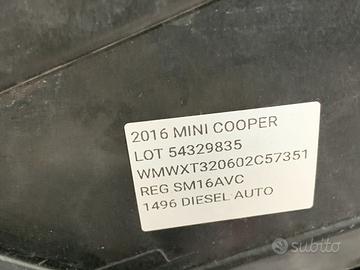 2016 MINI COOPER
LOT 54329835
WMWXT320602C57351
REG SM16AVC
1496 DIESEL AUTO
subito